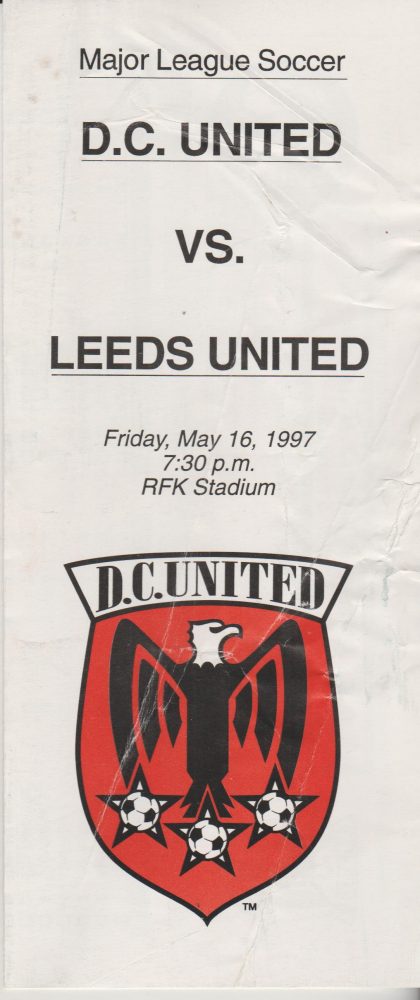 Major League Soccer
D.C. UNITED
VS.
LEEDS UNITED
Friday, May 16, 1997
7:30 p.m.
RFK Stadium
D.C.UNITED
TM